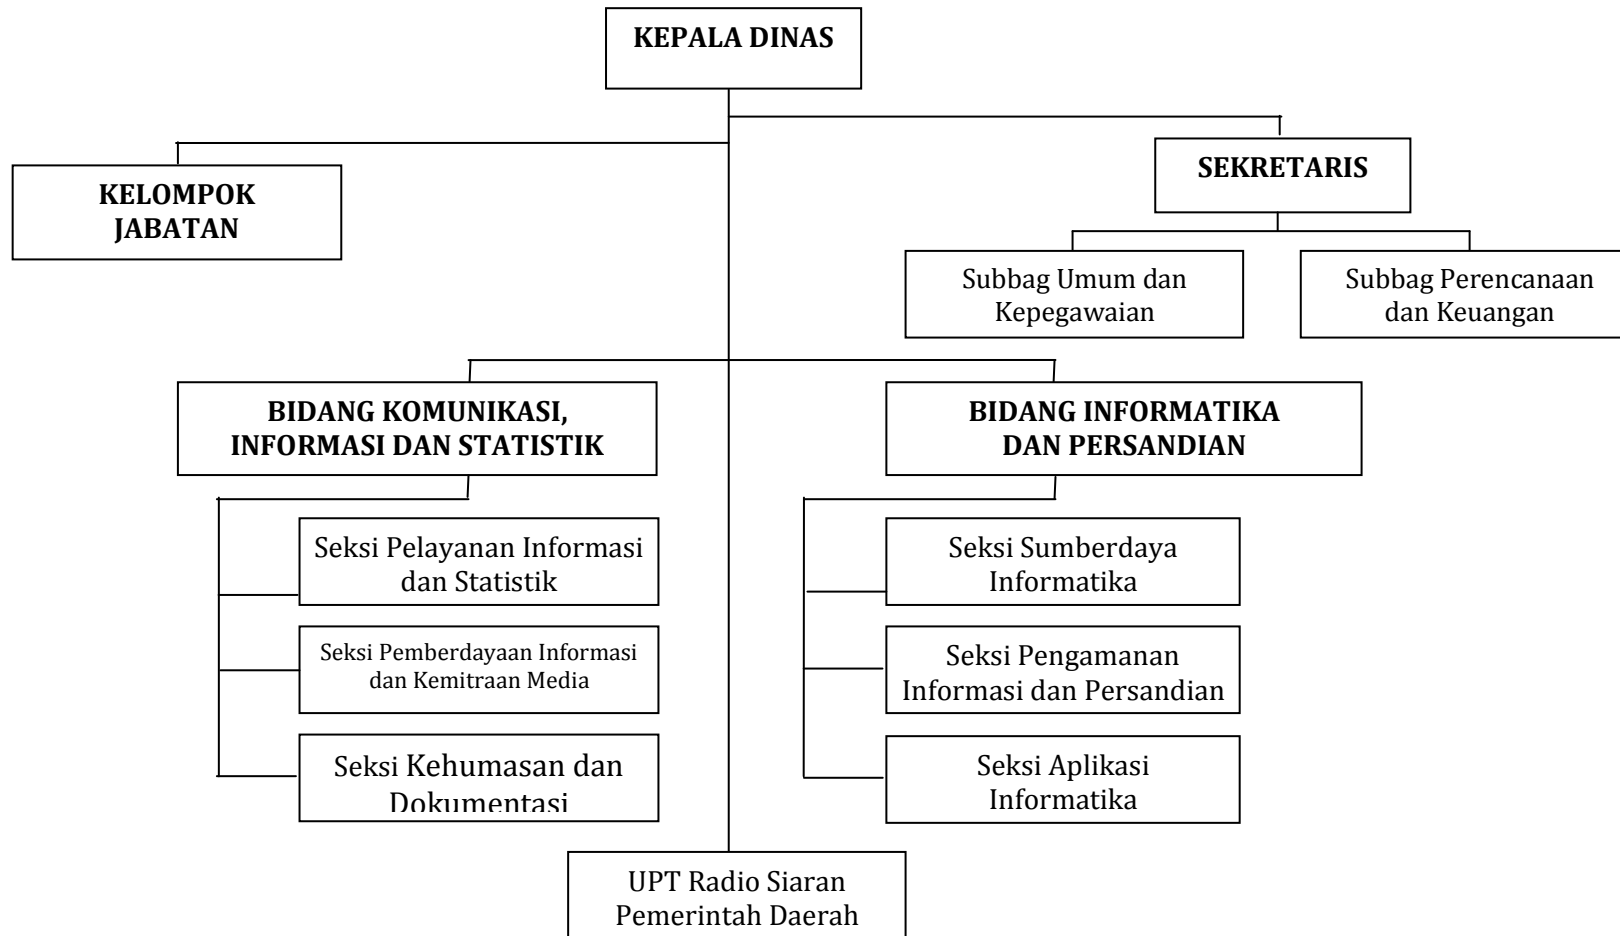 KEPALA DINAS
SEKRETARIS
KELOMPOK
JABATAN
Subbag Umum dan
Kepegawaian
Subbag Perencanaan
dan Keuangan
BIDANG KOMUNIKASI,
INFORMASI DAN STATISTIK
BIDANG INFORMATIKA
DAN PERSANDIAN
Seksi Pelayanan Informasi
dan Statistik
Seksi Sumberdaya
Informatika
Seksi Pemberdayaan Informasi
dan Kemitraan Media
Seksi Pengamanan
Informasi dan Persandian
Seksi Kehumasan dan
Dokumentasi
Seksi Aplikasi
Informatika
UPT Radio Siaran
Pemerintah Daerah